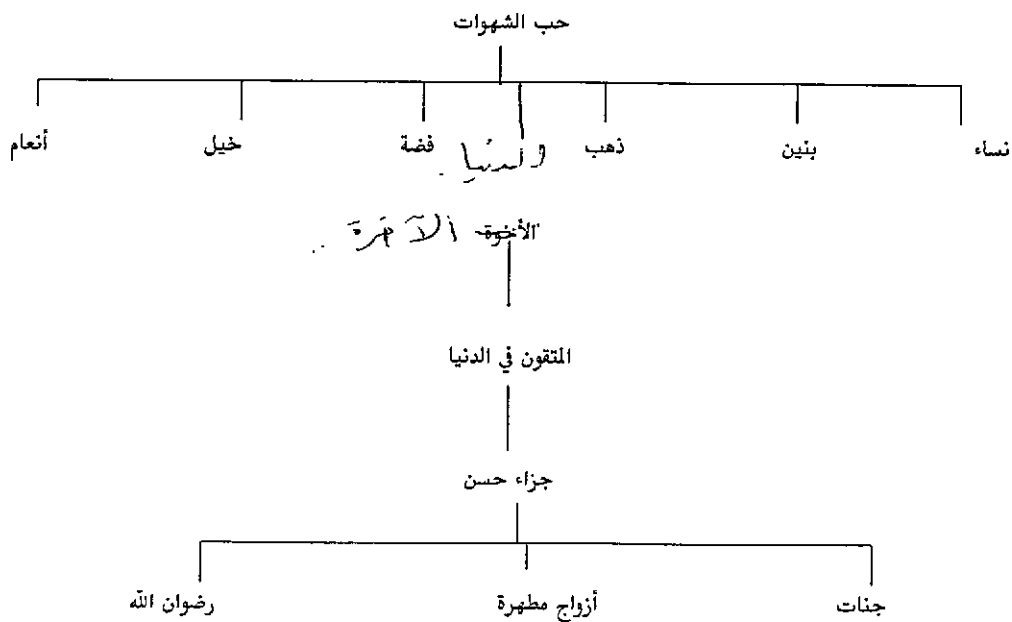 حب الشهوات
نساء بنين ذهب فضة خيل أنعام
الدنيا .
الأخوة الآخرة ..
المتقون في الدنيا
جزاء حسن
جنات أزواج مطهرة رضوان الله